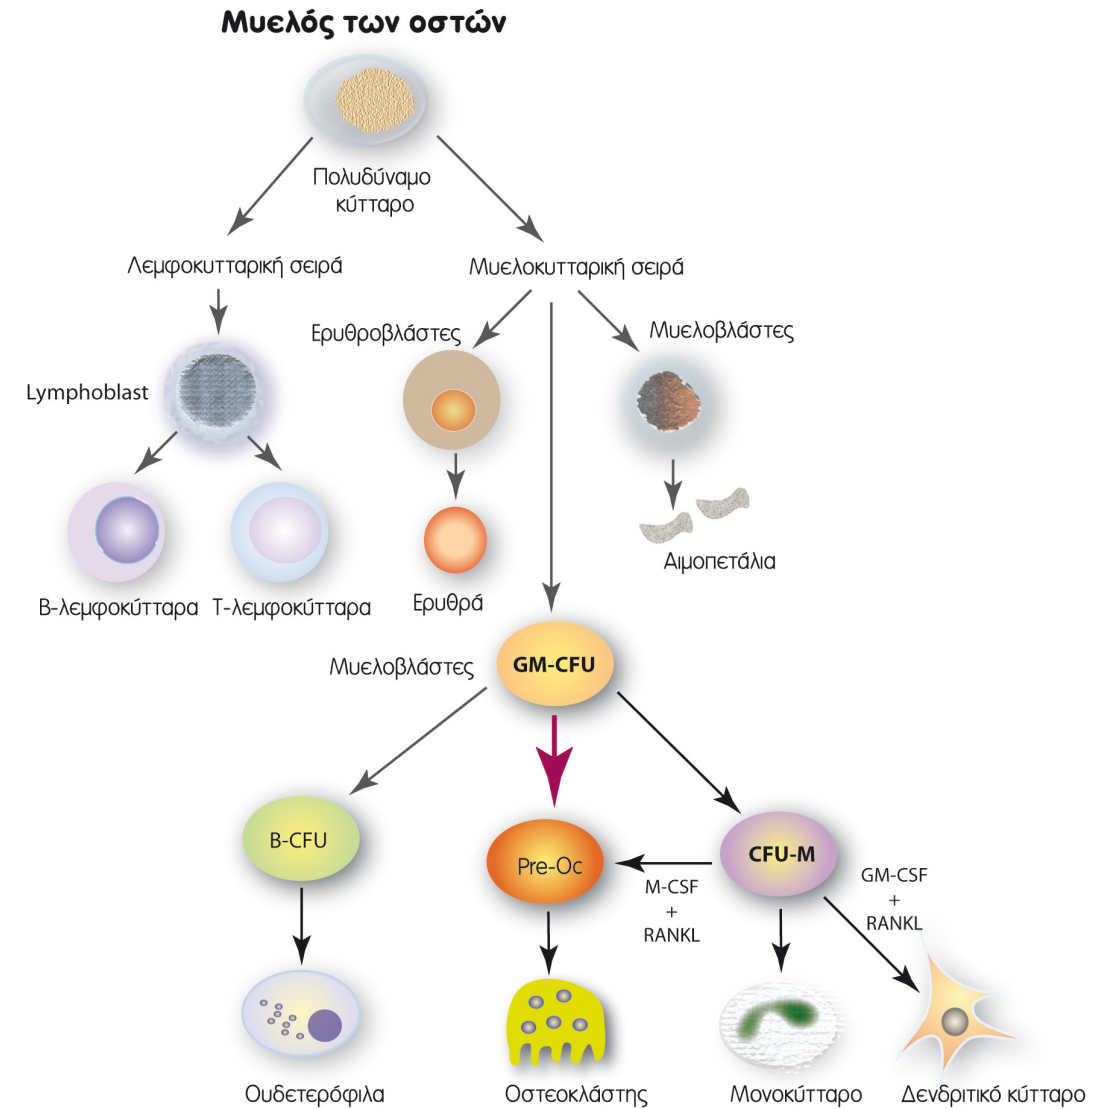 Μυελός των οστών
Πολυδύναμο
κύτταρο
Λεμφοκυτταρική σειρά
Μυελοκυτταρική σειρά
Ερυθροβλάστες
Μυελοβλάστες
Lymphoblast
Αιμοπετάλια
Β-λεμφοκύτταρα
Τ-λεμφοκύτταρα
Ερυθρά
Μυελοβλάστες
GM-CFU
B-CFU
Pre-Oc
CFU-M
M-CSF
+
RANKL
GM-CSF
+
RANKL
Ουδετερόφιλα
Οστεοκλάστης
Μονοκύτταρο
Δενδριτικό κύτταρο